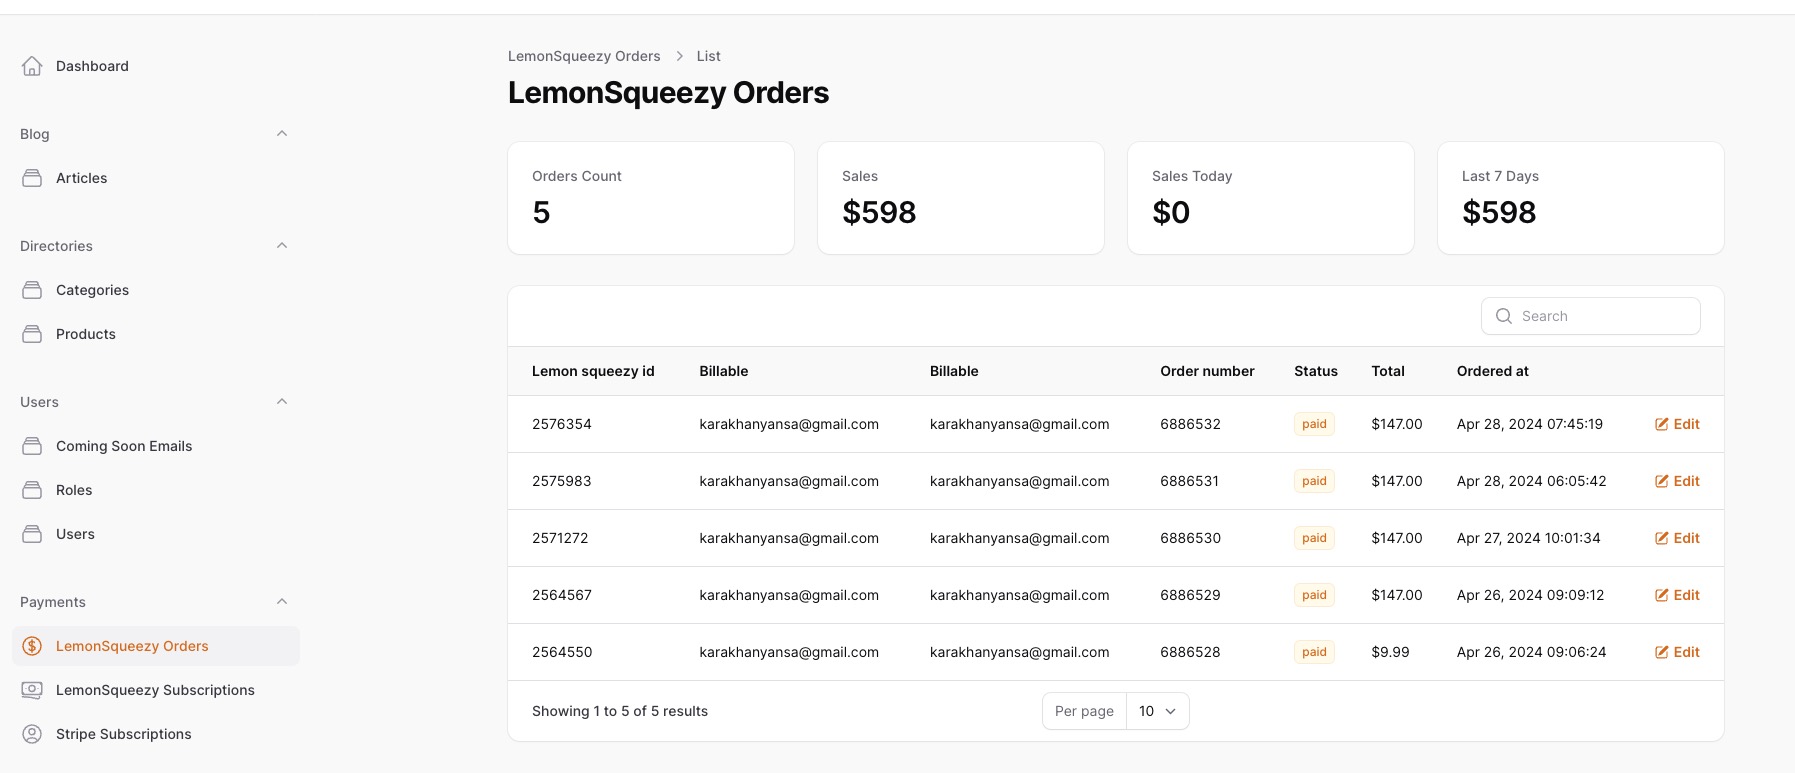 Dashboard
Blog
Articles
Directories
Categories
Products
Users
Coming Soon Emails
Roles
Users
Payments
LemonSqueezy Orders
LemonSqueezy Subscriptions
Stripe Subscriptions
LemonSqueezy Orders > List
LemonSqueezy Orders
Orders Count
5
Sales
$598
Sales Today
$0
Last 7 Days
$598
Search
Lemon squeezy id Billable Billable Order number Status Total Ordered at
2576354 karakhanyansa@gmail.com karakhanyansa@gmail.com 6886532 paid $147.00 Apr 28, 2024 07:45:19 Edit
2575983 karakhanyansa@gmail.com karakhanyansa@gmail.com 6886531 paid $147.00 Apr 28, 2024 06:05:42 Edit
2571272 karakhanyansa@gmail.com karakhanyansa@gmail.com 6886530 paid $147.00 Apr 27, 2024 10:01:34 Edit
2564567 karakhanyansa@gmail.com karakhanyansa@gmail.com 6886529 paid $147.00 Apr 26, 2024 09:09:12 Edit
2564550 karakhanyansa@gmail.com karakhanyansa@gmail.com 6886528 paid $9.99 Apr 26, 2024 09:06:24 Edit
Showing 1 to 5 of 5 results Per page 10